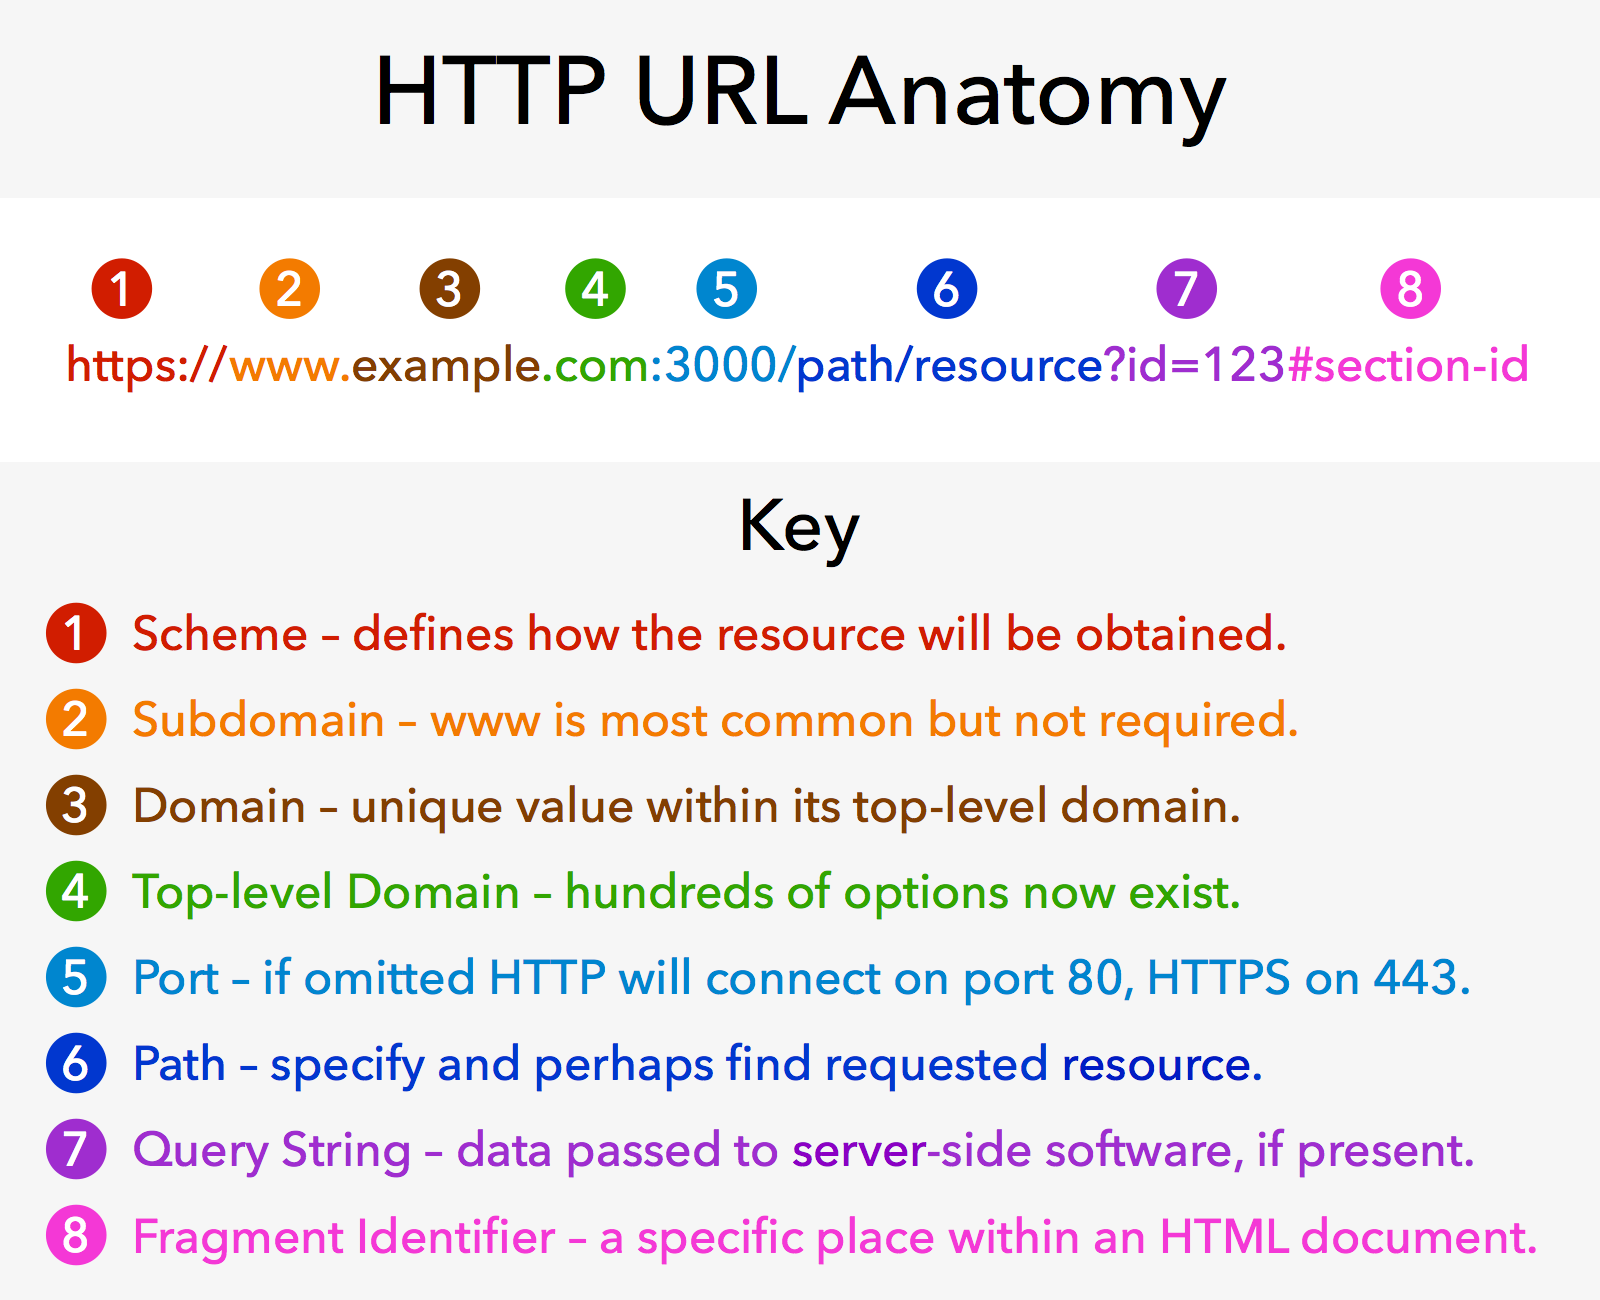 HTTP URL Anatomy
1 2 3 4 5 6 7 8
https://www.example.com:3000/path/resource?id=123#section-id
Key
1 Scheme – defines how the resource will be obtained.
2 Subdomain – www is most common but not required.
3 Domain – unique value within its top-level domain.
4 Top-level Domain – hundreds of options now exist.
5 Port – if omitted HTTP will connect on port 80, HTTPS on 443.
6 Path – specify and perhaps find requested resource.
7 Query String – data passed to server-side software, if present.
8 Fragment Identifier – a specific place within an HTML document.